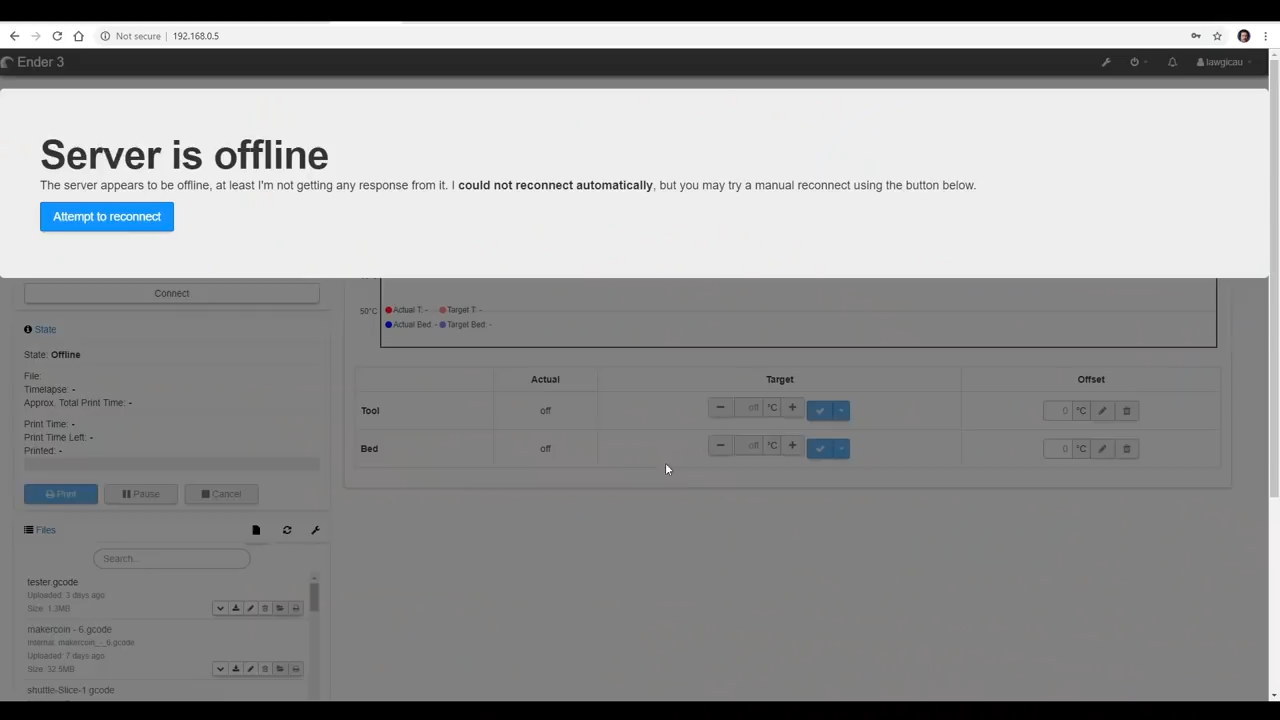 Not secure | 192.168.0.5
Ender 3
lawgicau
Server is offline
The server appears to be offline, at least I'm not getting any response from it. I could not reconnect automatically, but you may try a manual reconnect using the button below.
Attempt to reconnect
Connect
50°C
Actual T: -
Target T: -
Actual Bed: -
Target Bed: -
State
State: Offline
File:
Timelapse: -
Approx. Total Print Time: -
Print Time: -
Print Time Left: -
Printed: -
Print
Pause
Cancel
Actual
Target
Offset
Tool
off
off
°C
0
°C
Bed
off
off
°C
0
°C
Files
Search...
tester.gcode
Uploaded: 3 days ago
Size: 1.3MB
makercoin - 6.gcode
Internal: makercoin_-_6.gcode
Uploaded: 7 days ago
Size: 32.5MB
shuttle-Slice-1.gcode